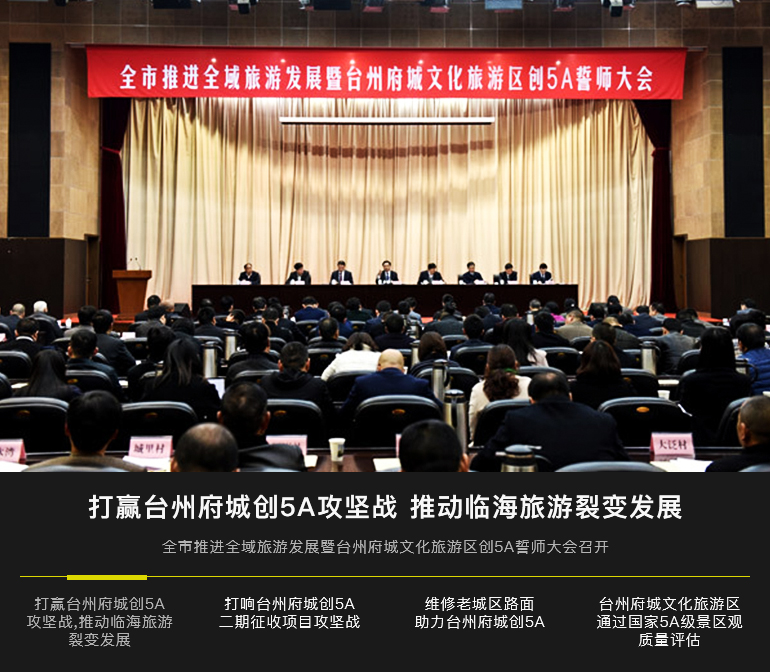 全市推进全域旅游发展暨台州府城文化旅游区创5A誓师大会
城里村
大泛村
打赢台州府城创5A攻坚战 推动临海旅游裂变发展
全市推进全域旅游发展暨台州府城文化旅游区创5A誓师大会召开
打赢台州府城创5A
攻坚战,推动临海旅游
裂变发展
打响台州府城创5A
二期征收项目攻坚战
维修老城区路面
助力台州府城创5A
台州府城文化旅游区
通过国家5A级景区观
质量评估